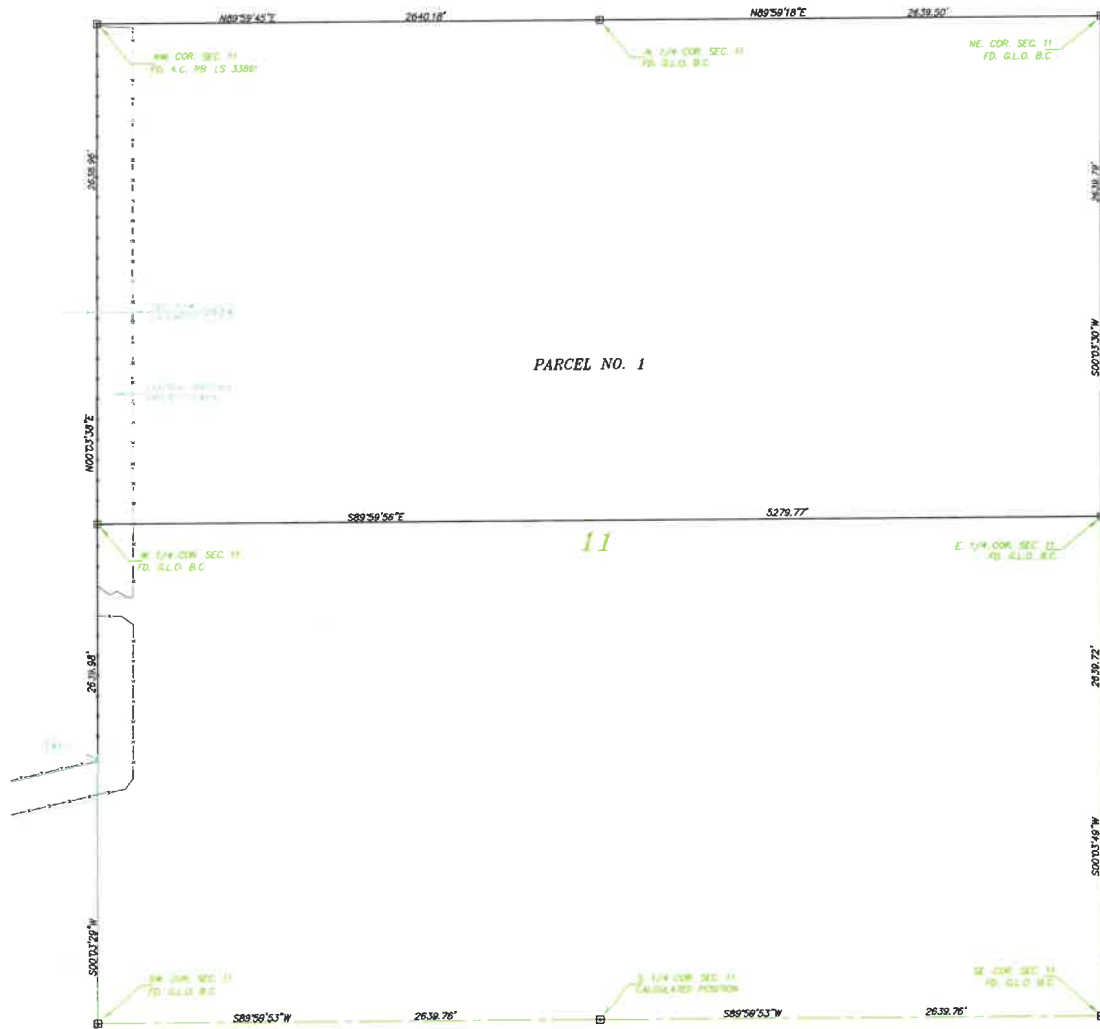 N89°59'45"E
2640.18'
N89°59'18"E
2639.50'
NW COR. SEC. 11
FD. A.C. PB. LS 3386
N. 1/4 COR. SEC. 11
FD. G.L.O. B.C
NE. COR. SEC. 11
FD. G.L.O. B.C
2638.96'
2639.79'
S00°03'30"W
PARCEL NO. 1
N00°03'38"E
S89°59'56"E
5279.77'
W. 1/4 COR. SEC. 11
FD. G.L.O. B.C
11
E. 1/4 COR. SEC. 11
FD. G.L.O. B.C
2639.98'
2639.72'
S00°03'49"W
S00°03'29"W
SW. COR. SEC. 11
FD. G.L.O. B.C
S. 1/4 COR. SEC. 11
CALCULATED POSITION
SE. COR. SEC. 11
FD. G.L.O. B.C
S89°59'53"W
2639.76'
S89°59'53"W
2639.76'